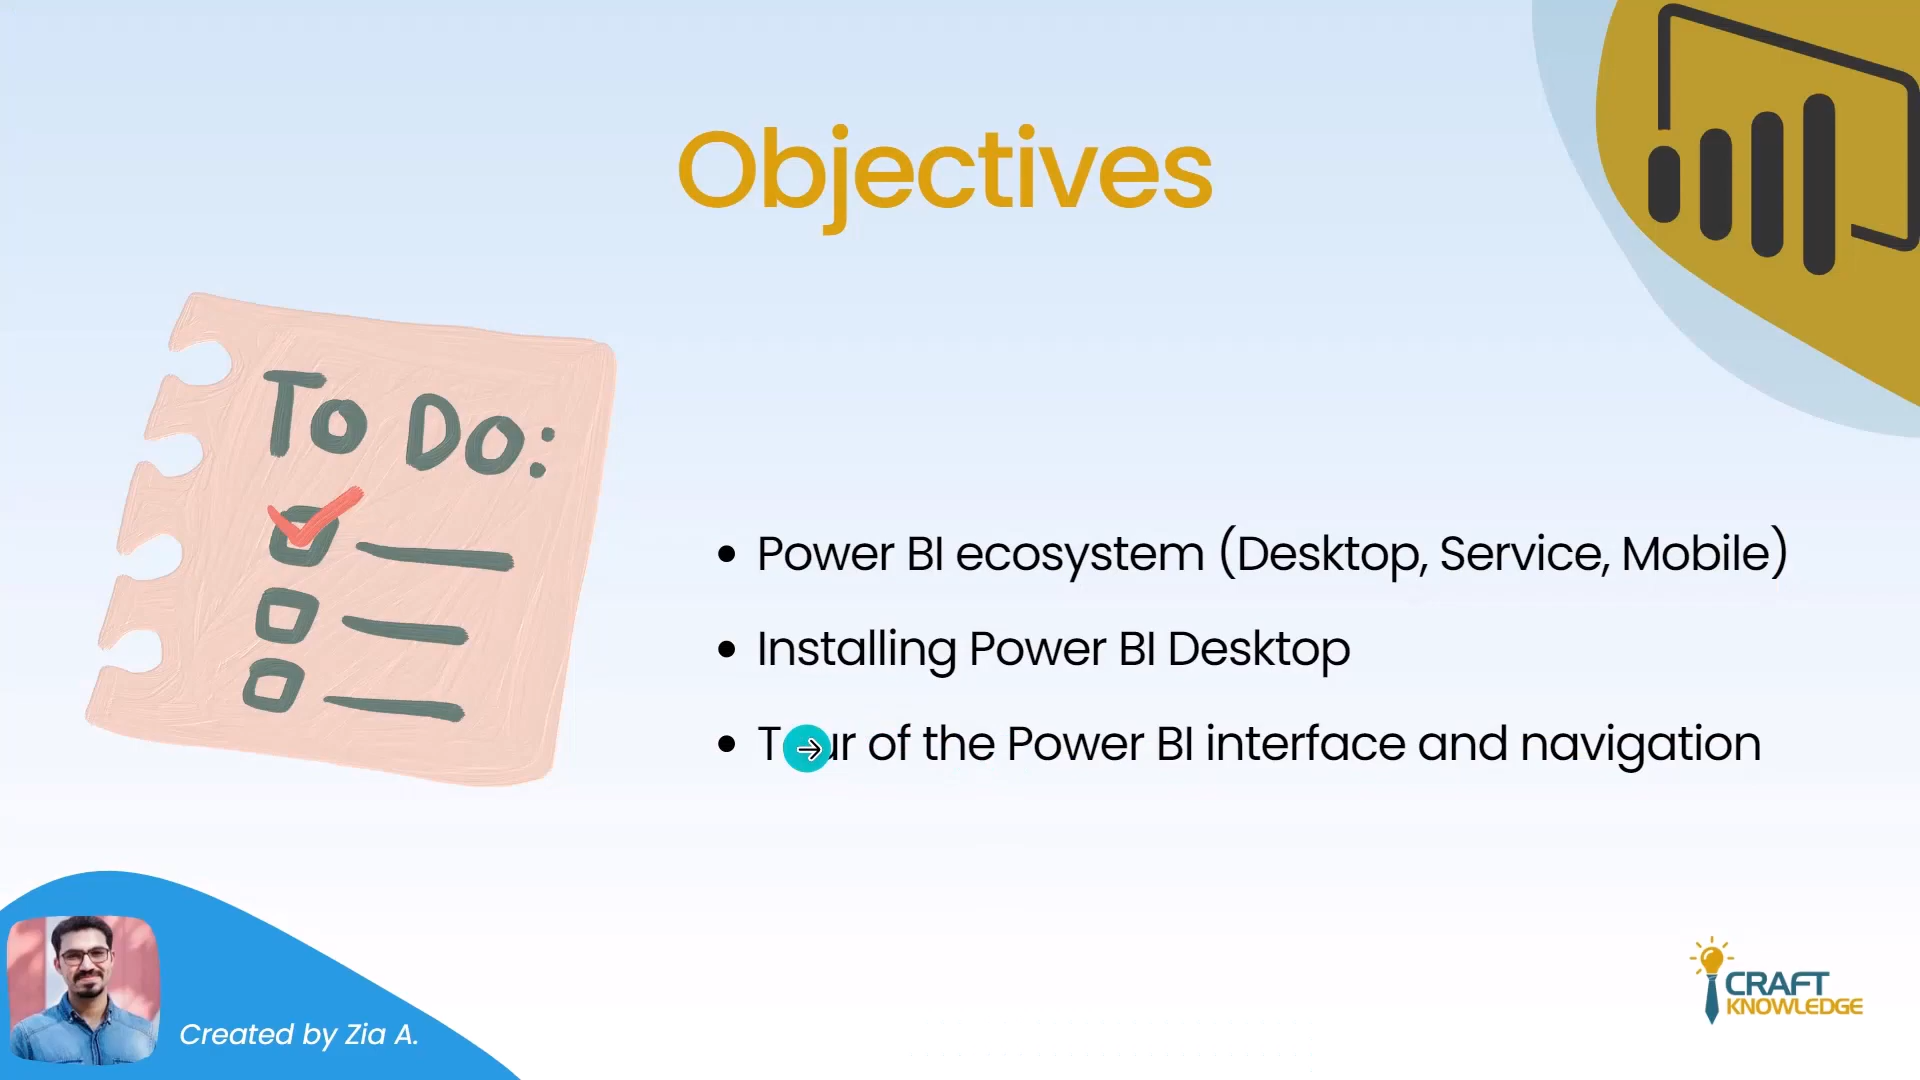 Objectives
To Do:
• Power BI ecosystem (Desktop, Service, Mobile)
• Installing Power BI Desktop
• Tour of the Power BI interface and navigation
Created by Zia A.
CRAFT
KNOWLEDGE